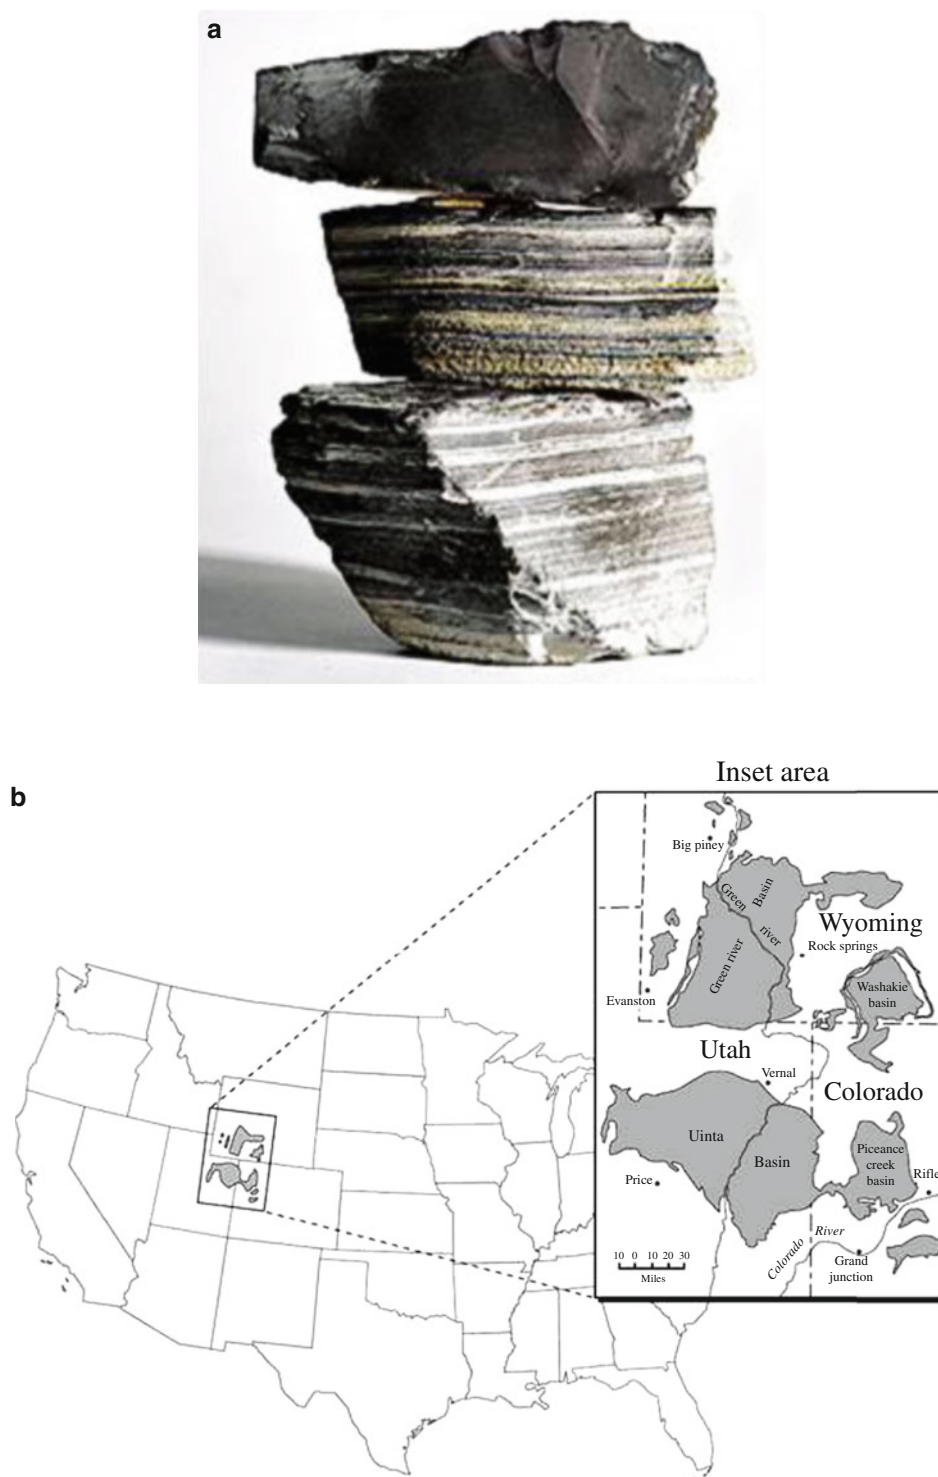 a
b
Inset area
Big piney
Green
Basin
river
Green river
Wyoming
Rock springs
Evanston
Washakie
basin
Utah
Vernal
Colorado
Uinta
Basin
Piceance
creek
basin
Price
Rifle
River
Colorado
Grand
junction
10 0 10 20 30
Miles